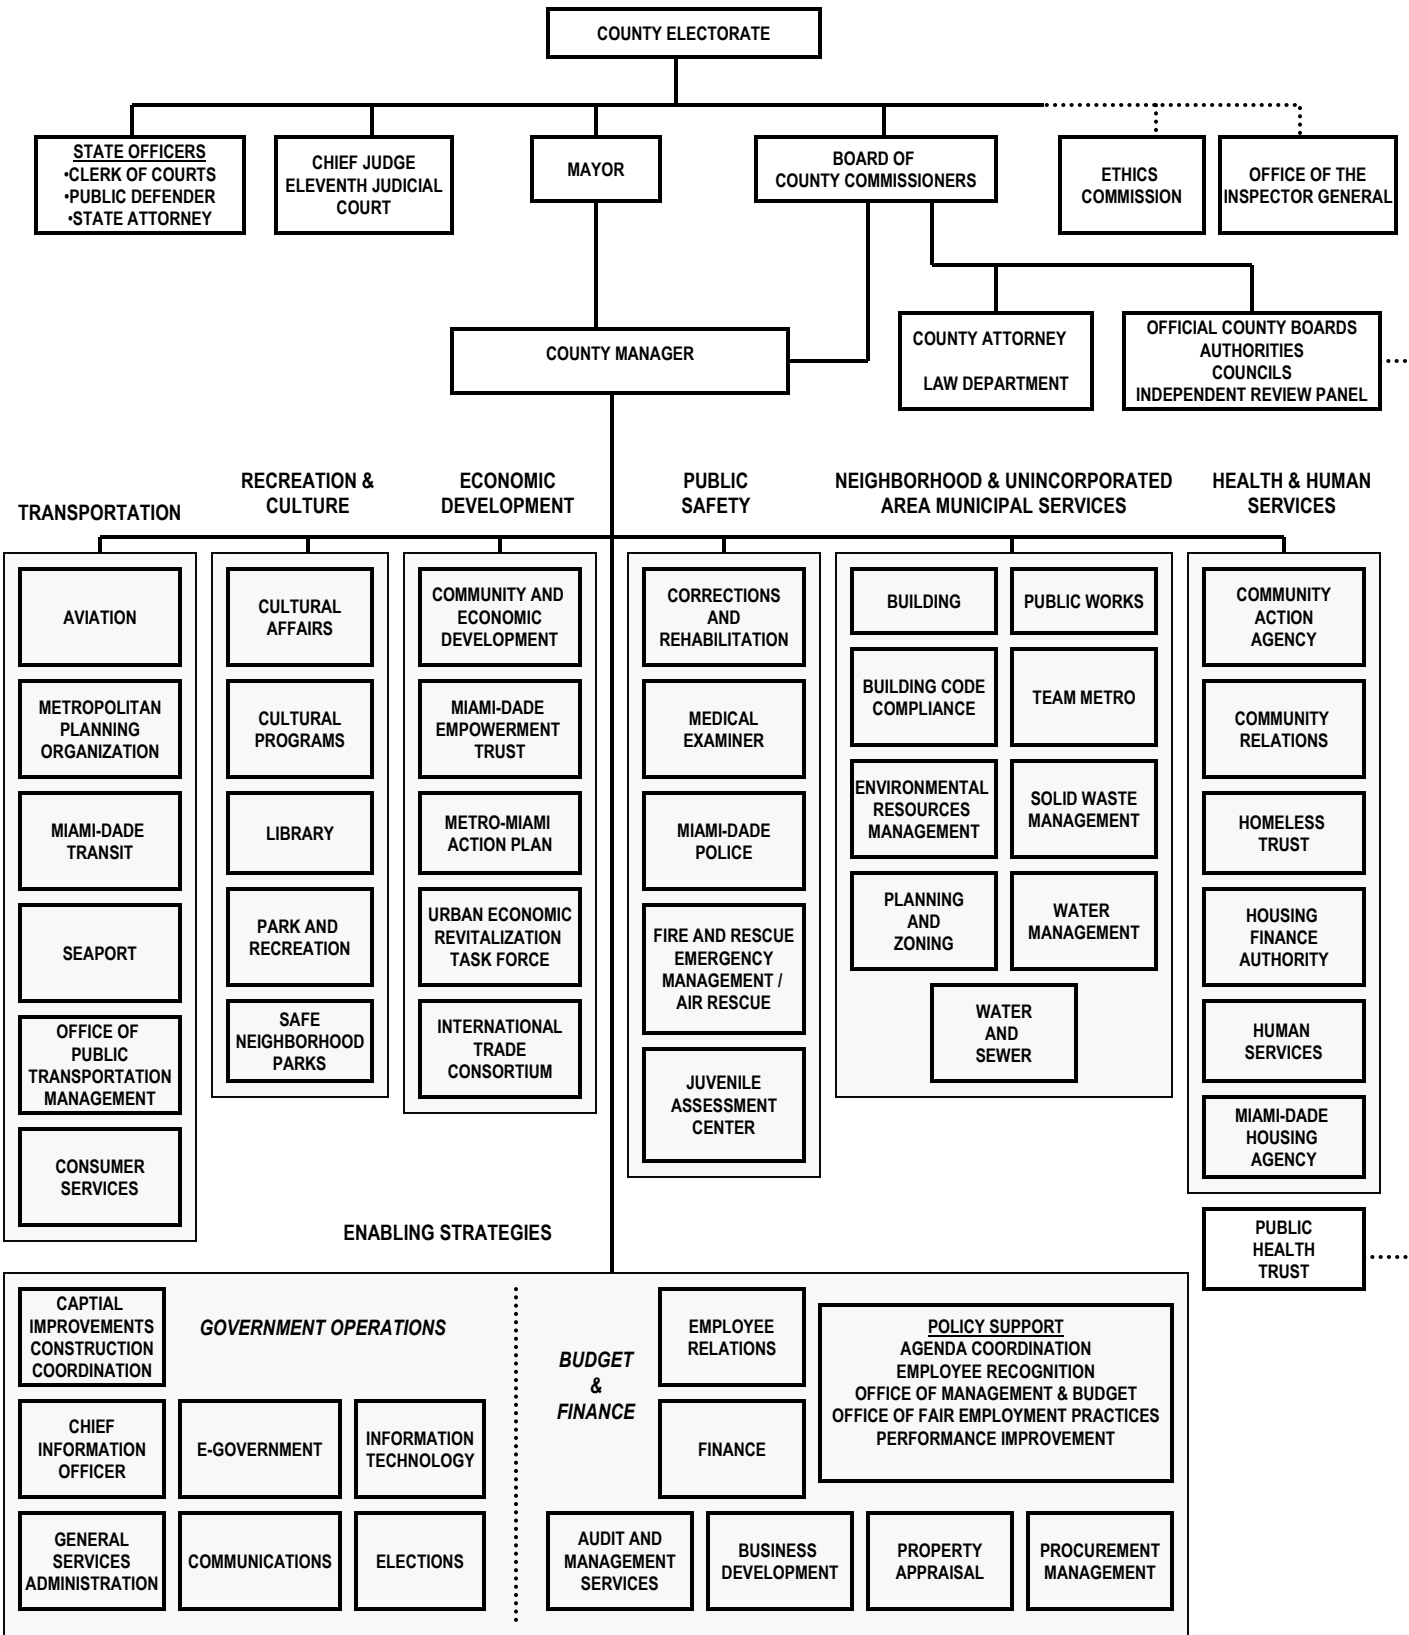 COUNTY ELECTORATE
STATE OFFICERS
•CLERK OF COURTS
•PUBLIC DEFENDER
•STATE ATTORNEY
CHIEF JUDGE
ELEVENTH JUDICIAL
COURT
MAYOR
BOARD OF
COUNTY COMMISSIONERS
ETHICS
COMMISSION
OFFICE OF THE
INSPECTOR GENERAL
COUNTY MANAGER
COUNTY ATTORNEY
LAW DEPARTMENT
OFFICIAL COUNTY BOARDS
AUTHORITIES
COUNCILS
INDEPENDENT REVIEW PANEL
TRANSPORTATION
AVIATION
METROPOLITAN
PLANNING
ORGANIZATION
MIAMI-DADE
TRANSIT
SEAPORT
OFFICE OF
PUBLIC
TRANSPORTATION
MANAGEMENT
CONSUMER
SERVICES
RECREATION &
CULTURE
CULTURAL
AFFAIRS
CULTURAL
PROGRAMS
LIBRARY
PARK AND
RECREATION
SAFE
NEIGHBORHOOD
PARKS
ECONOMIC
DEVELOPMENT
COMMUNITY AND
ECONOMIC
DEVELOPMENT
MIAMI-DADE
EMPOWERMENT
TRUST
METRO-MIAMI
ACTION PLAN
URBAN ECONOMIC
REVITALIZATION
TASK FORCE
INTERNATIONAL
TRADE
CONSORTIUM
PUBLIC
SAFETY
CORRECTIONS
AND
REHABILITATION
MEDICAL
EXAMINER
MIAMI-DADE
POLICE
FIRE AND RESCUE
EMERGENCY
MANAGEMENT /
AIR RESCUE
JUVENILE
ASSESSMENT
CENTER
NEIGHBORHOOD & UNINCORPORATED
AREA MUNICIPAL SERVICES
BUILDING
PUBLIC WORKS
BUILDING CODE
COMPLIANCE
TEAM METRO
ENVIRONMENTAL
RESOURCES
MANAGEMENT
SOLID WASTE
MANAGEMENT
PLANNING
AND
ZONING
WATER
MANAGEMENT
WATER
AND
SEWER
HEALTH & HUMAN
SERVICES
COMMUNITY
ACTION
AGENCY
COMMUNITY
RELATIONS
HOMELESS
TRUST
HOUSING
FINANCE
AUTHORITY
HUMAN
SERVICES
MIAMI-DADE
HOUSING
AGENCY
PUBLIC
HEALTH
TRUST
ENABLING STRATEGIES
CAPTIAL
IMPROVEMENTS
CONSTRUCTION
COORDINATION
GOVERNMENT OPERATIONS
CHIEF
INFORMATION
OFFICER
E-GOVERNMENT
INFORMATION
TECHNOLOGY
GENERAL
SERVICES
ADMINISTRATION
COMMUNICATIONS
ELECTIONS
BUDGET
&
FINANCE
EMPLOYEE
RELATIONS
FINANCE
POLICY SUPPORT
AGENDA COORDINATION
EMPLOYEE RECOGNITION
OFFICE OF MANAGEMENT & BUDGET
OFFICE OF FAIR EMPLOYMENT PRACTICES
PERFORMANCE IMPROVEMENT
AUDIT AND
MANAGEMENT
SERVICES
BUSINESS
DEVELOPMENT
PROPERTY
APPRAISAL
PROCUREMENT
MANAGEMENT